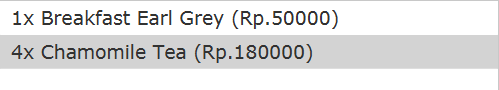 1x Breakfast Earl Grey (Rp.50000)
4x Chamomile Tea (Rp.180000)